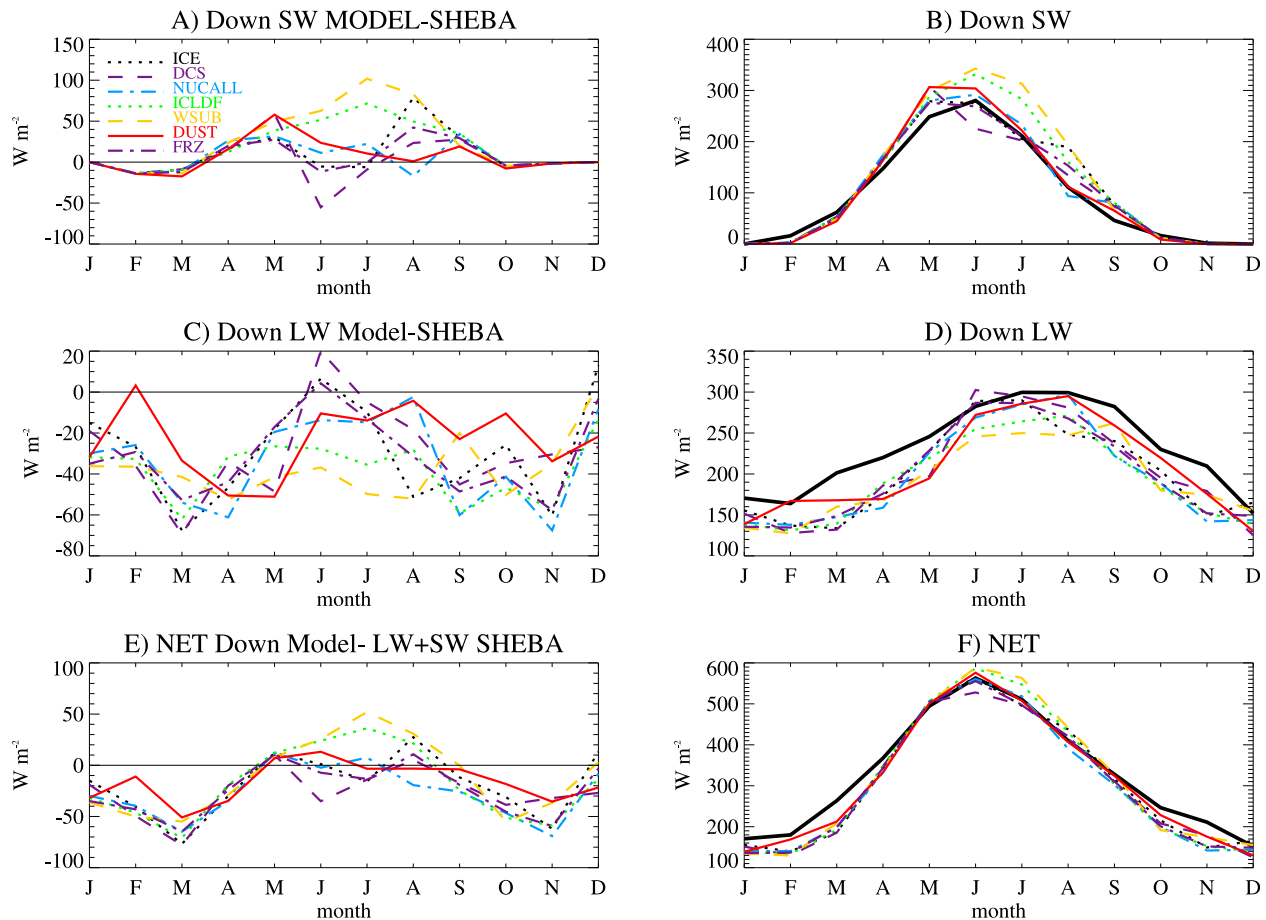 A) Down SW MODEL-SHEBA
150
100
50
0
-50
-100
W m-2
ICE
DCS
NUCALL
ICLDF
WSUB
DUST
FRZ
J F M A M J J A S O N D
month
B) Down SW
400
300
200
100
0
W m-2
J F M A M J J A S O N D
month
C) Down LW Model-SHEBA
20
0
-20
-40
-60
-80
W m-2
J F M A M J J A S O N D
month
D) Down LW
350
300
250
200
150
100
W m-2
J F M A M J J A S O N D
month
E) NET Down Model- LW+SW SHEBA
100
50
0
-50
-100
W m-2
J F M A M J J A S O N D
month
F) NET
600
500
400
300
200
100
W m-2
J F M A M J J A S O N D
month